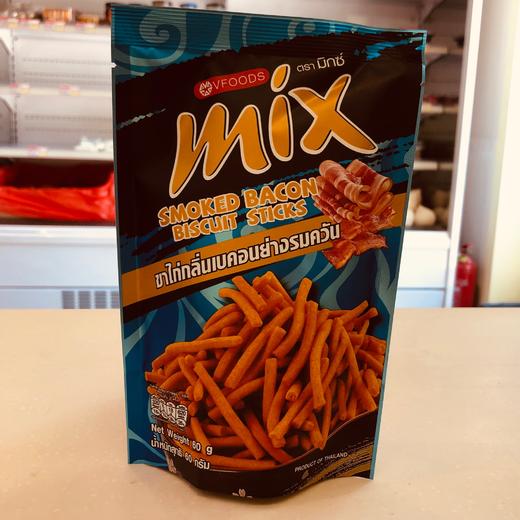 VFOODS
ตรา มิกซ์
mix
SMOKED BACON
BISCUIT STICKS
ขาไก่กลิ่นเบคอนย่างรมควัน
Net Weight 60 g
น้ำหนักสุทธิ 60 กรัม
PRODUCT OF THAILAND